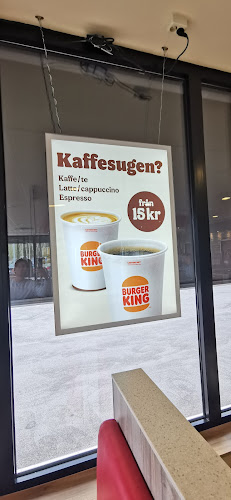 Kaffesugen?
Kaffe/te
Latte/cappuccino
Espresso
från
15 kr
BURGER
KING
BURGER
KING